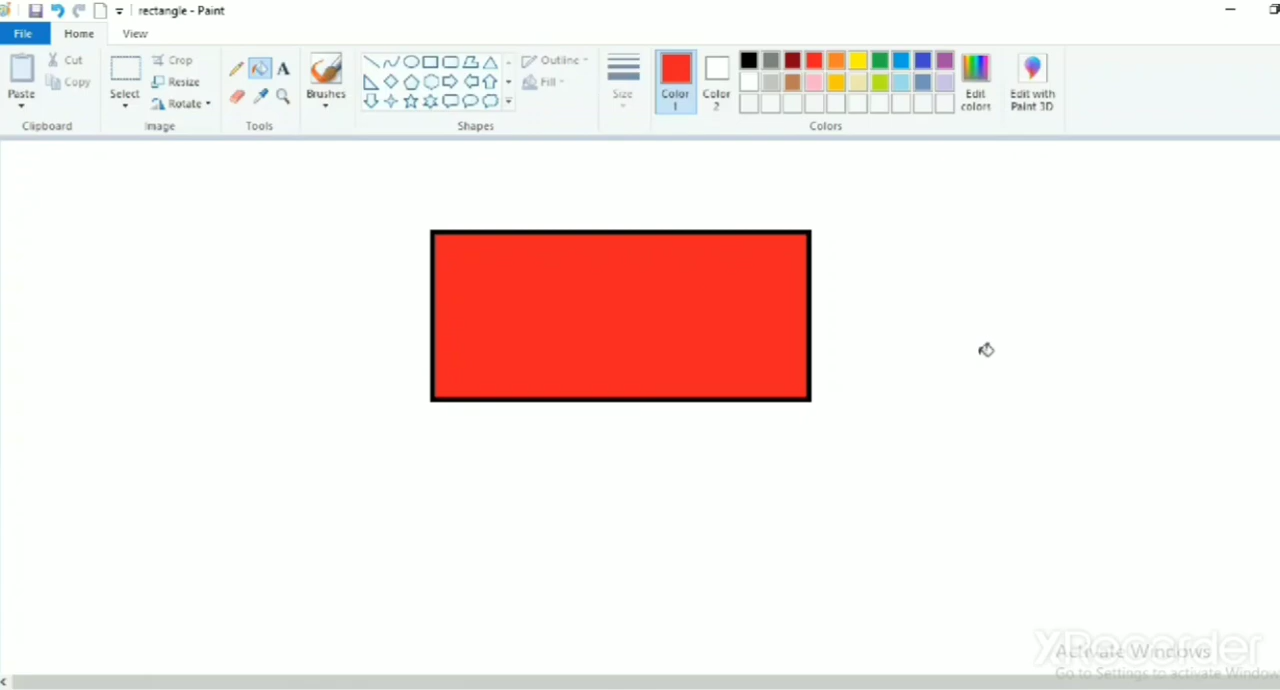 rectangle - Paint
File Home View
Cut
Copy
Paste
Clipboard
Select
Crop
Resize
Rotate
Image
A
Tools
Brushes
Outline
Fill
Shapes
Size
Color
1
Color
2
Colors
Edit
colors
Edit with
Paint 3D
XRecorder
Activate Windows
Go to Settings to activate Window